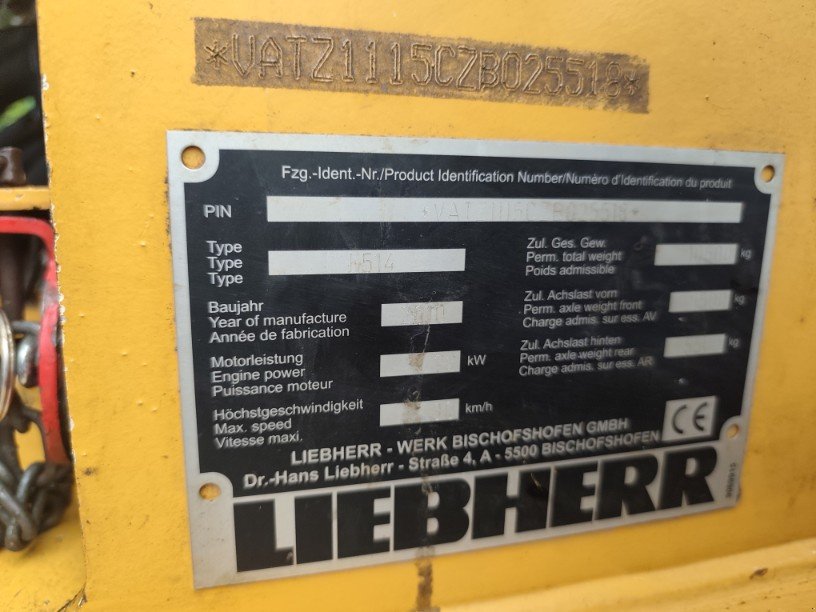 *VATZ1115CZB025518*
Fzg.-Ident.-Nr./Product Identification Number/Numéro d'Identification du produit
PIN *VATZ1115CZB025518*
Type
Type
Type
514
Zul. Ges. Gew.
Perm. total weight
Poids admissible
kg
Baujahr
Year of manufacture
Année de fabrication
Zul. Achslast vorn
Perm. axle weight front
Charge admis. sur ess. AV
kg
Motorleistung
Engine power
Puissance moteur
kW
Zul. Achslast hinten
Perm. axle weight rear
Charge admis. sur ess. AR
kg
Höchstgeschwindigkeit
Max. speed
Vitesse maxi.
km/h
CE
LIEBHERR - WERK BISCHOFSHOFEN GMBH
Dr.-Hans Liebherr - Straße 4, A - 5500 BISCHOFSHOFEN
LIEBHERR